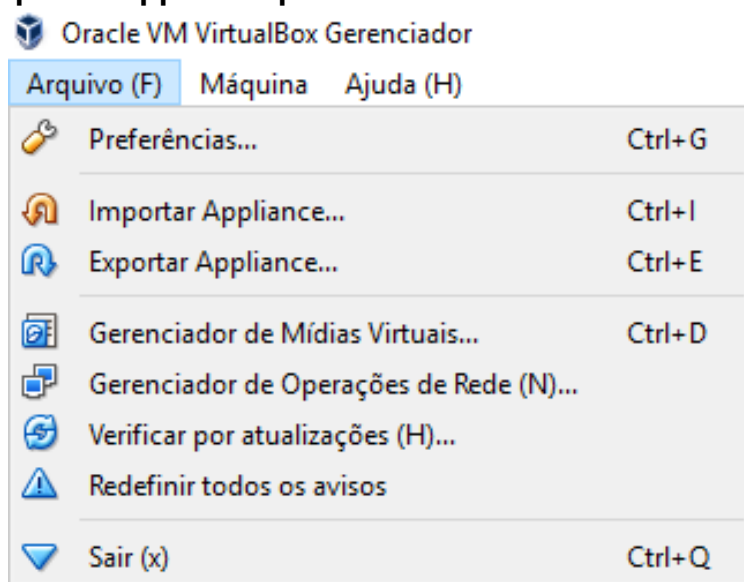 Oracle VM VirtualBox Gerenciador
Arquivo (F) Máquina Ajuda (H)
Preferências... Ctrl+G
Importar Appliance... Ctrl+I
Exportar Appliance... Ctrl+E
Gerenciador de Mídias Virtuais... Ctrl+D
Gerenciador de Operações de Rede (N)...
Verificar por atualizações (H)...
Redefinir todos os avisos
Sair (x) Ctrl+Q